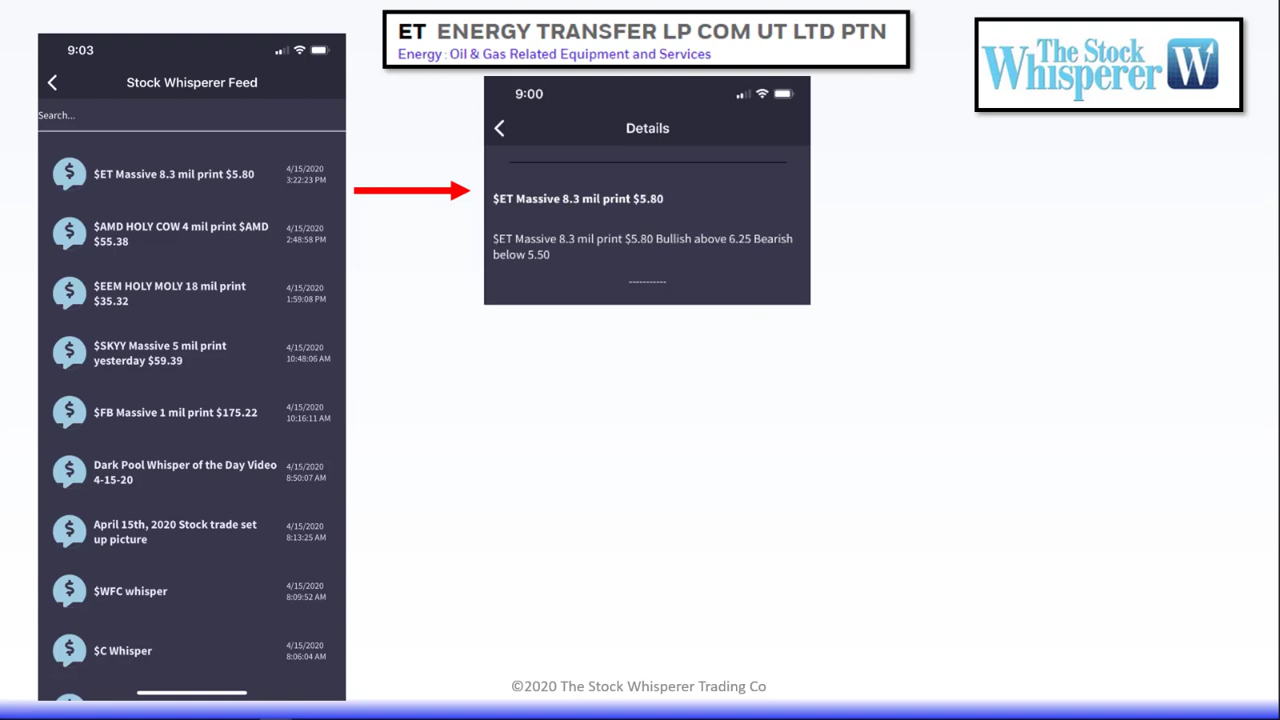 9:03
Stock Whisperer Feed
Search...
$ET Massive 8.3 mil print $5.80
4/15/2020
3:22:23 PM
$AMD HOLY COW 4 mil print $AMD
$55.38
4/15/2020
2:48:58 PM
$EEM HOLY MOLY 18 mil print
$35.32
4/15/2020
1:59:08 PM
$SKYY Massive 5 mil print
yesterday $59.39
4/15/2020
10:48:06 AM
$FB Massive 1 mil print $175.22
4/15/2020
10:16:11 AM
Dark Pool Whisper of the Day Video
4-15-20
4/15/2020
8:50:07 AM
April 15th, 2020 Stock trade set
up picture
4/15/2020
8:13:25 AM
$WFC whisper
4/15/2020
8:09:52 AM
$C Whisper
4/15/2020
8:06:04 AM
ET ENERGY TRANSFER LP COM UT LTD PTN
Energy : Oil & Gas Related Equipment and Services
9:00
Details
$ET Massive 8.3 mil print $5.80
$ET Massive 8.3 mil print $5.80 Bullish above 6.25 Bearish
below 5.50
-----------
The Stock
Whisperer W
©2020 The Stock Whisperer Trading Co